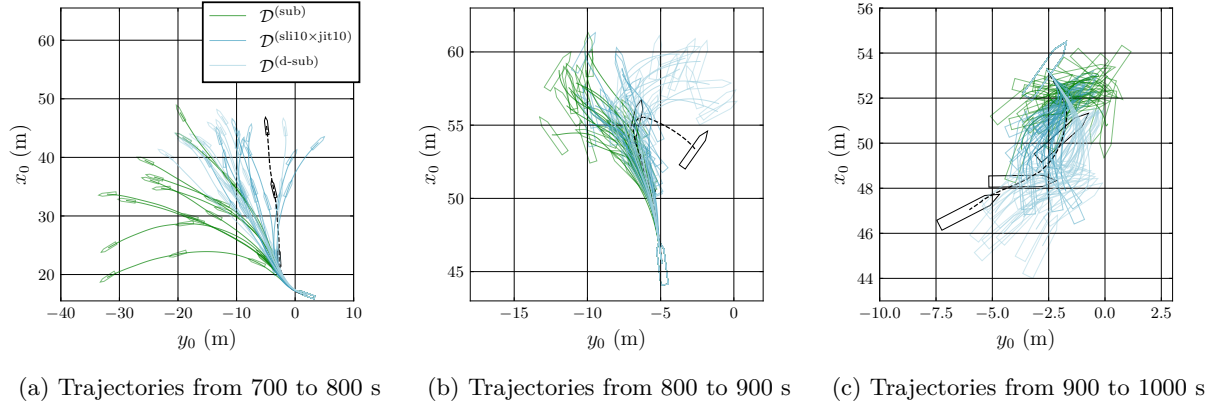 𝒟^(sub)
𝒟^(sli10×jit10)
𝒟^(d-sub)
x₀ (m)
60
50
40
30
20
−40
−30
−20
−10
0
10
y₀ (m)
x₀ (m)
60
55
50
45
−15
−10
−5
0
y₀ (m)
x₀ (m)
56
54
52
50
48
46
44
−10.0
−7.5
−5.0
−2.5
0.0
2.5
y₀ (m)
(a) Trajectories from 700 to 800 s
(b) Trajectories from 800 to 900 s
(c) Trajectories from 900 to 1000 s